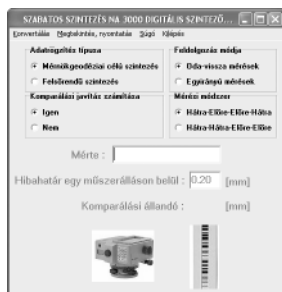 SZABATOS SZINTEZÉS NA 3000 DIGITÁLIS SZINTEZŐ...
Konvertálás Megtekintés, nyomtatás Súgó Kilépés
Adatrögzítés típusa
Mérnökgeodéziai célú szintezés
Felsőrendű szintezés
Feldolgozás módja
Oda-vissza mérések
Egyirányú mérések
Komparálási javítás számítása
Igen
Nem
Mérési módszer
Hátra-Előre-Előre-Hátra
Hátra-Hátra-Előre-Előre
Mérte :
Hibahatár egy műszerálláson belül : 0.20 [mm]
Komparálási állandó : [mm]